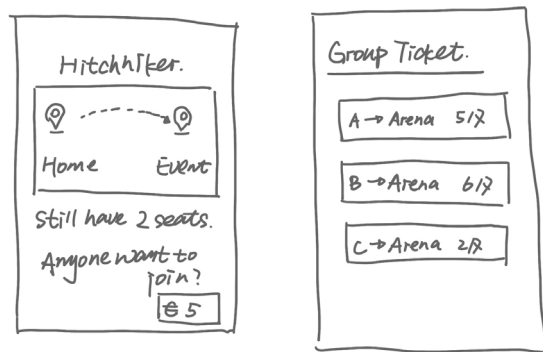 Hitchhiker.
Home Event
Still have 2 seats.
Anyone want to
join?
€ 5
Group Ticket.
A → Arena 5/7
B → Arena 6/7
C → Arena 2/7